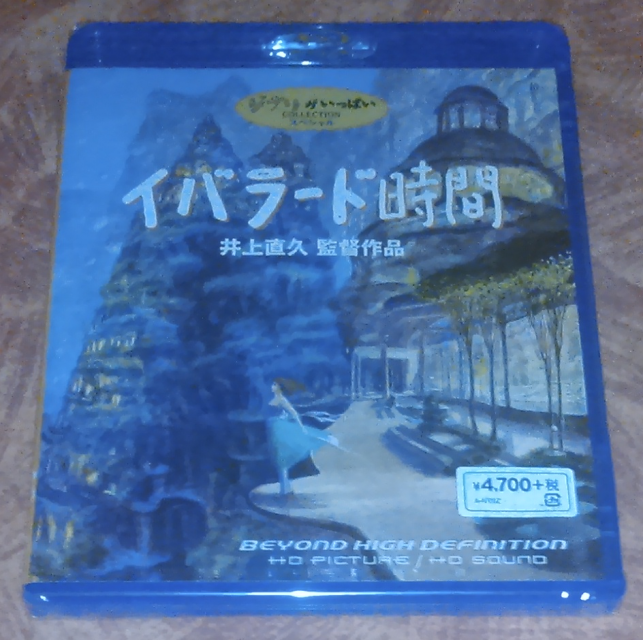 ジブリがいっぱい
COLLECTION
スペシャル
イバラード時間
井上直久 監督作品
¥4,700+税
BEYOND HIGH DEFINITION
HD PICTURE / HD SOUND